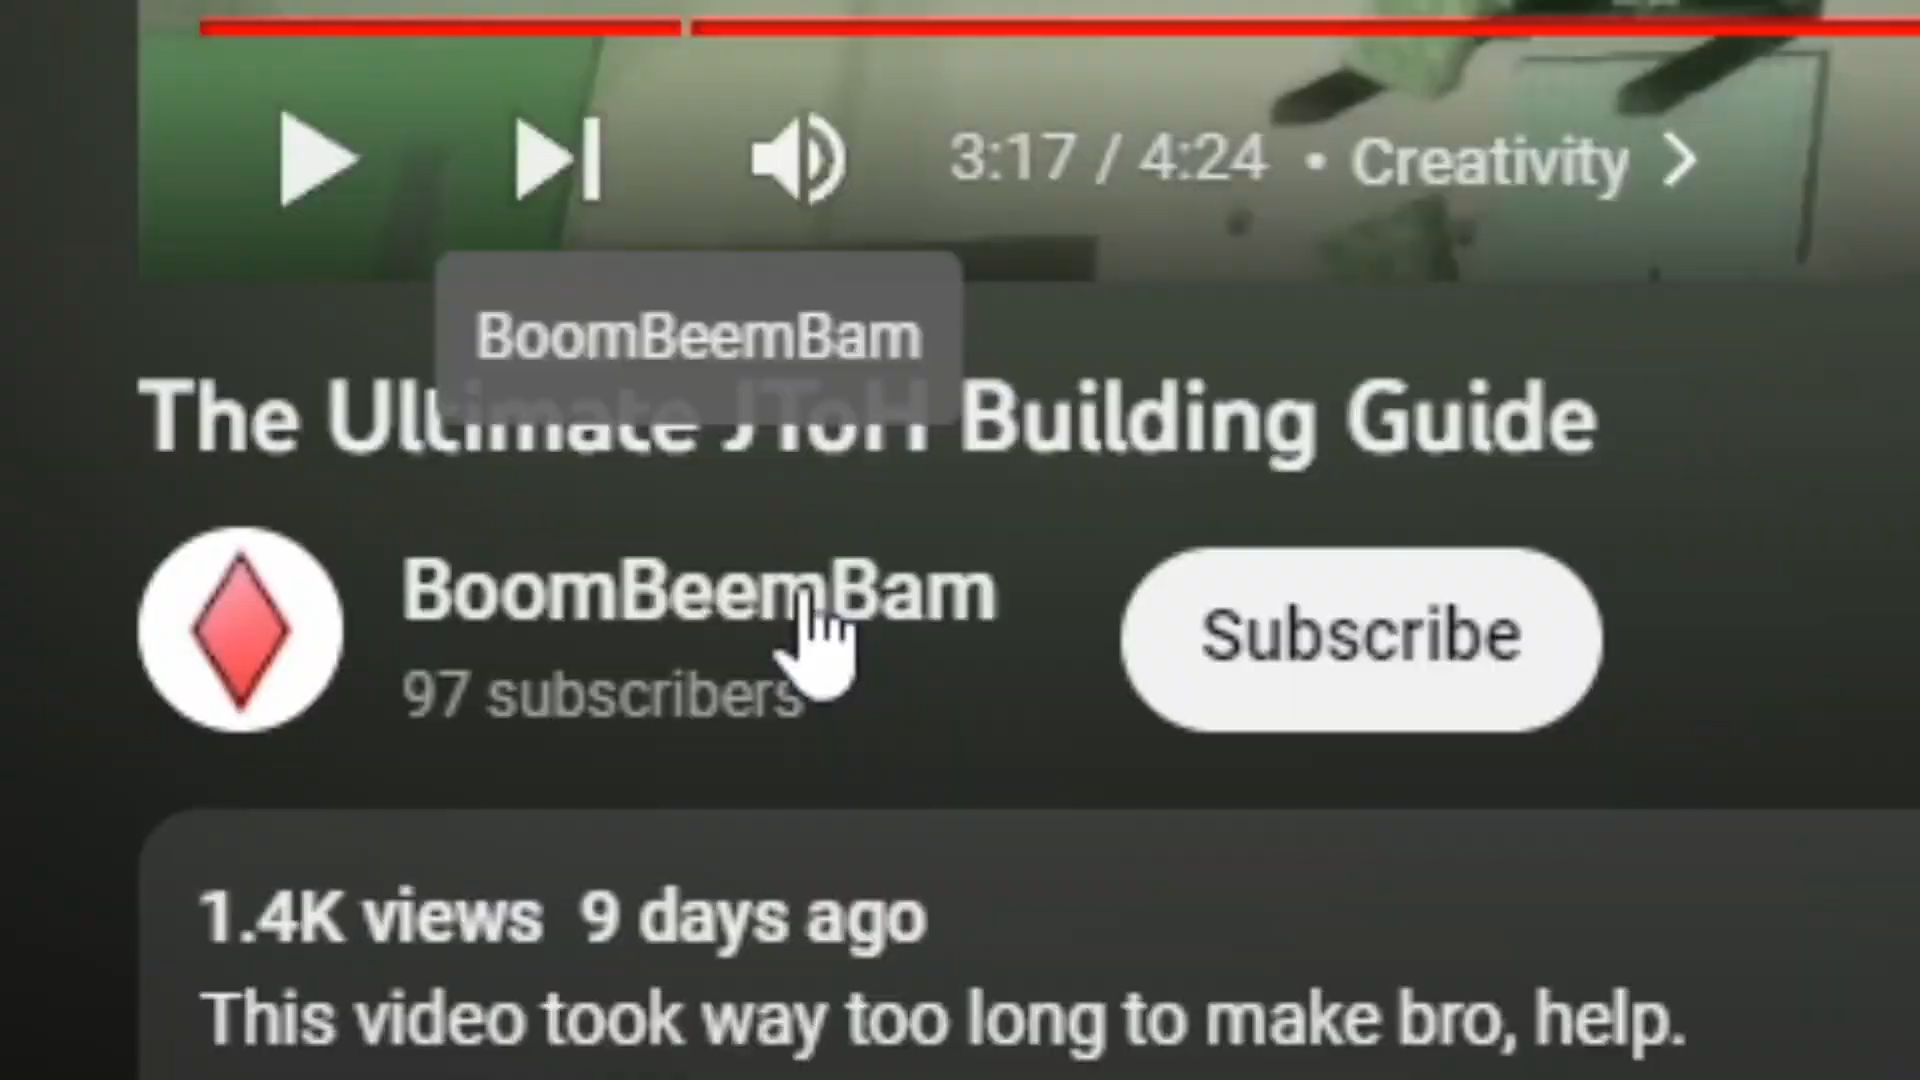 3:17 / 4:24 • Creativity
BoomBeemBam
The Ultimate JToH Building Guide
BoomBeemBam
97 subscribers
Subscribe
1.4K views 9 days ago
This video took way too long to make bro, help.